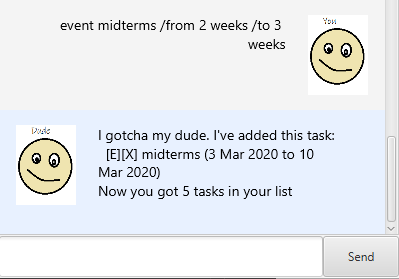 event midterms /from 2 weeks /to 3
weeks
You
Dude
I gotcha my dude. I've added this task:
[E][X] midterms (3 Mar 2020 to 10
Mar 2020)
Now you got 5 tasks in your list
Send